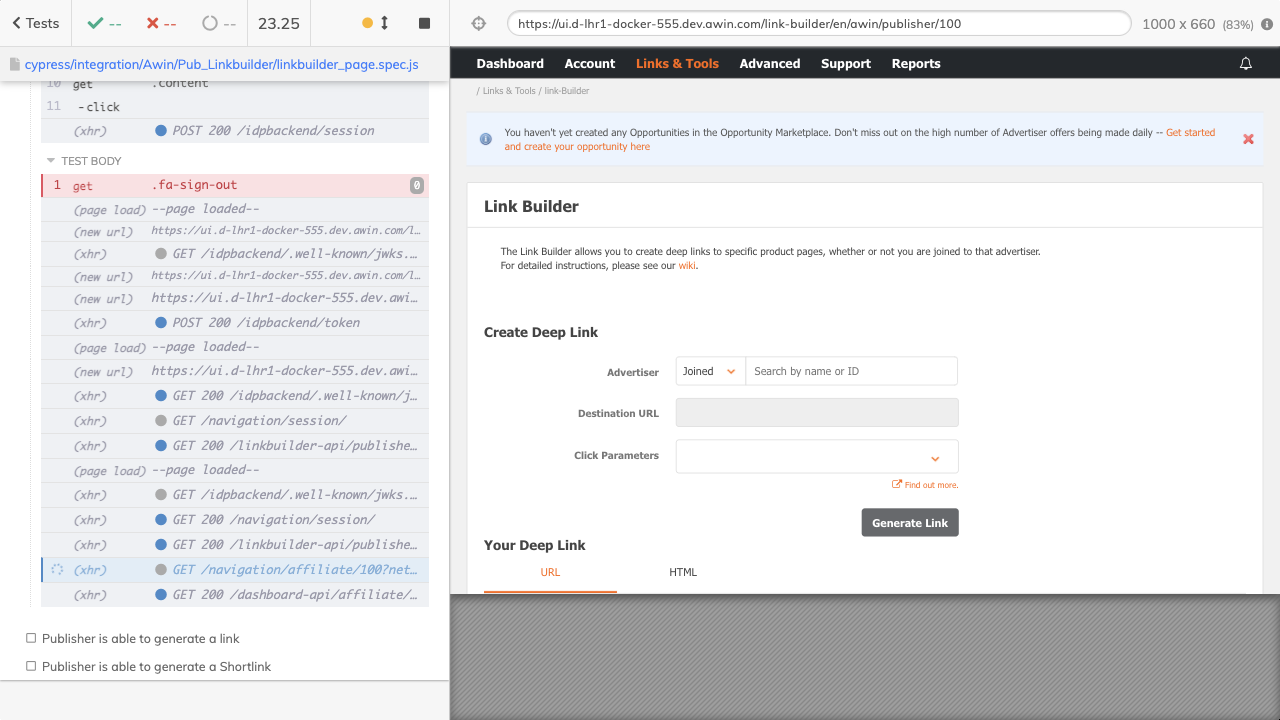 Tests
--
--
--
23.25
https://ui.d-lhr1-docker-555.dev.awin.com/link-builder/en/awin/publisher/100
1000 x 660 (83%)
cypress/integration/Awin/Pub_Linkbuilder/linkbuilder_page.spec.js
10 get .content
11 -click
(xhr) POST 200 /idpbackend/session
TEST BODY
1 get .fa-sign-out 0
(page load) --page loaded--
(new url) https://ui.d-lhr1-docker-555.dev.awin.com/l…
(xhr) GET /idpbackend/.well-known/jwks.…
(new url) https://ui.d-lhr1-docker-555.dev.awin.com/l…
(new url) https://ui.d-lhr1-docker-555.dev.awi…
(xhr) POST 200 /idpbackend/token
(page load) --page loaded--
(new url) https://ui.d-lhr1-docker-555.dev.awi…
(xhr) GET 200 /idpbackend/.well-known/j…
(xhr) GET /navigation/session/
(xhr) GET 200 /linkbuilder-api/publishe…
(page load) --page loaded--
(xhr) GET /idpbackend/.well-known/jwks.…
(xhr) GET 200 /navigation/session/
(xhr) GET 200 /linkbuilder-api/publishe…
(xhr) GET /navigation/affiliate/100?net…
(xhr) GET 200 /dashboard-api/affiliate/…
Publisher is able to generate a link
Publisher is able to generate a Shortlink
Dashboard Account Links & Tools Advanced Support Reports
/ Links & Tools / link-Builder
You haven't yet created any Opportunities in the Opportunity Marketplace. Don't miss out on the high number of Advertiser offers being made daily -- Get started
and create your opportunity here
Link Builder
The Link Builder allows you to create deep links to specific product pages, whether or not you are joined to that advertiser.
For detailed instructions, please see our wiki.
Create Deep Link
Advertiser Joined Search by name or ID
Destination URL
Click Parameters
Find out more.
Generate Link
Your Deep Link
URL HTML